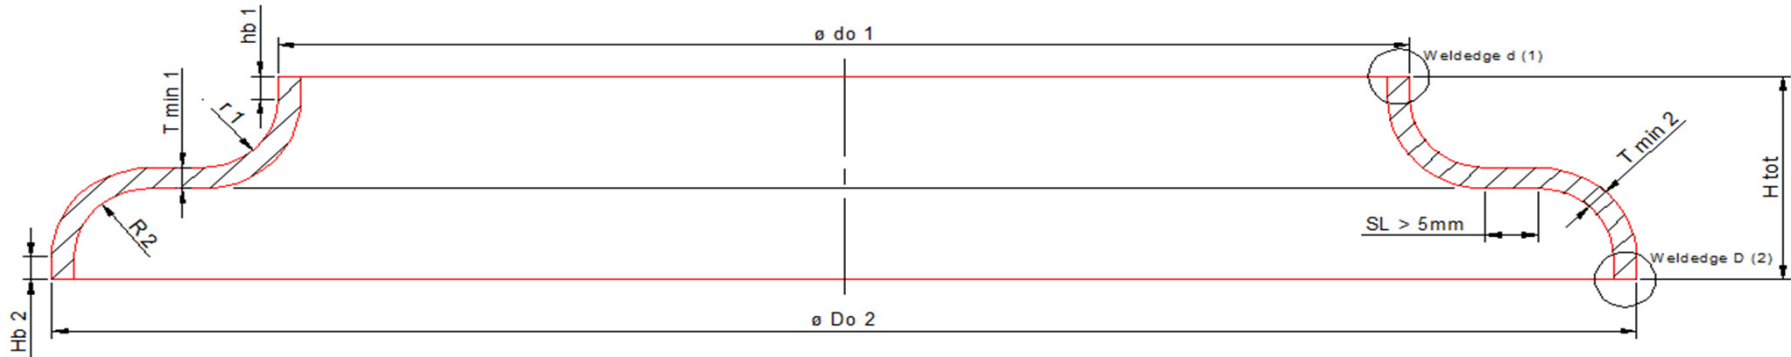 hb 1
ø do 1
Weldedge d (1)
T min 1
r 1
T min 2
H tot
R2
SL > 5mm
Weldedge D (2)
Hb 2
ø Do 2